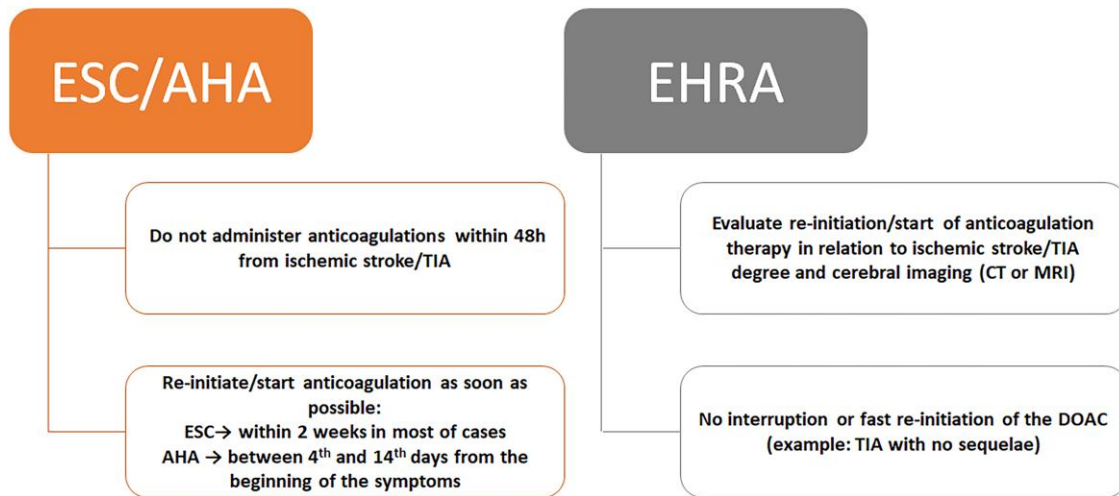 ESC/AHA
Do not administer anticoagulations within 48h
from ischemic stroke/TIA
Re-initiate/start anticoagulation as soon as
possible:
ESC→ within 2 weeks in most of cases
AHA → between 4th and 14th days from the
beginning of the symptoms
EHRA
Evaluate re-initiation/start of anticoagulation
therapy in relation to ischemic stroke/TIA
degree and cerebral imaging (CT or MRI)
No interruption or fast re-initiation of the DOAC
(example: TIA with no sequelae)